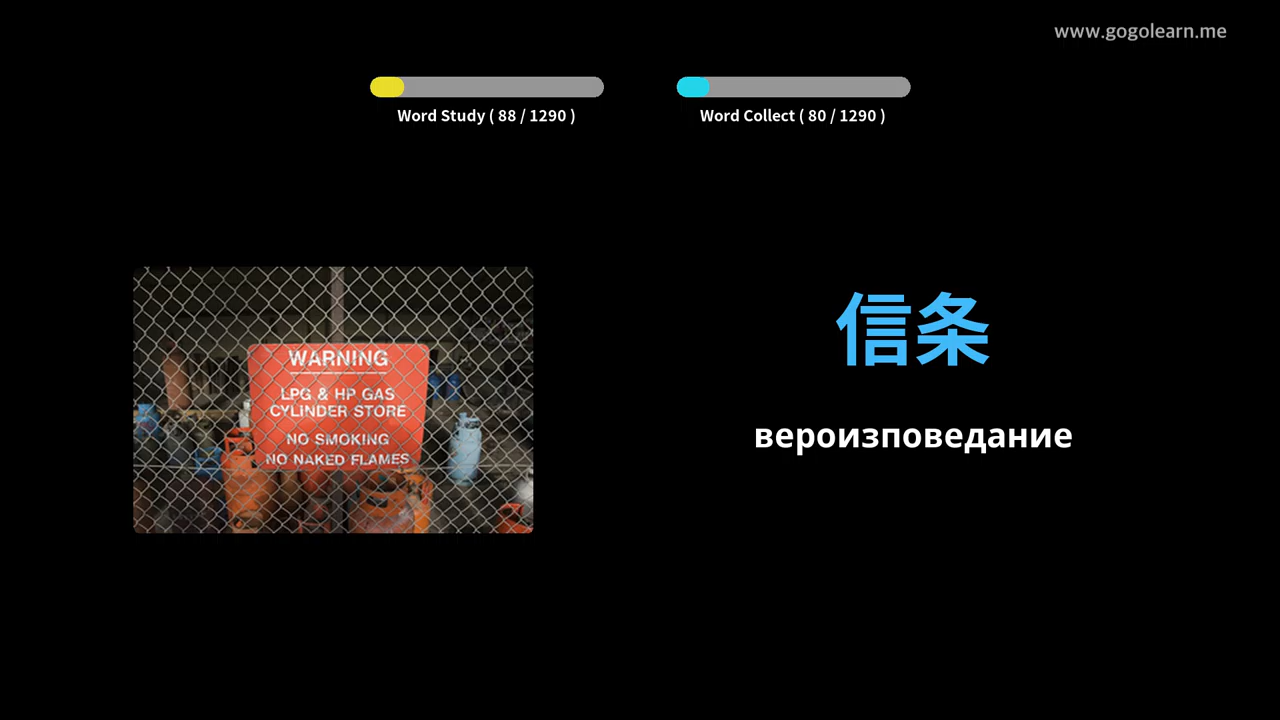 www.gogolearn.me
Word Study ( 88 / 1290 )
Word Collect ( 80 / 1290 )
WARNING
LPG & HP GAS
CYLINDER STORE
NO SMOKING
NO NAKED FLAMES
信条
вероизповедание